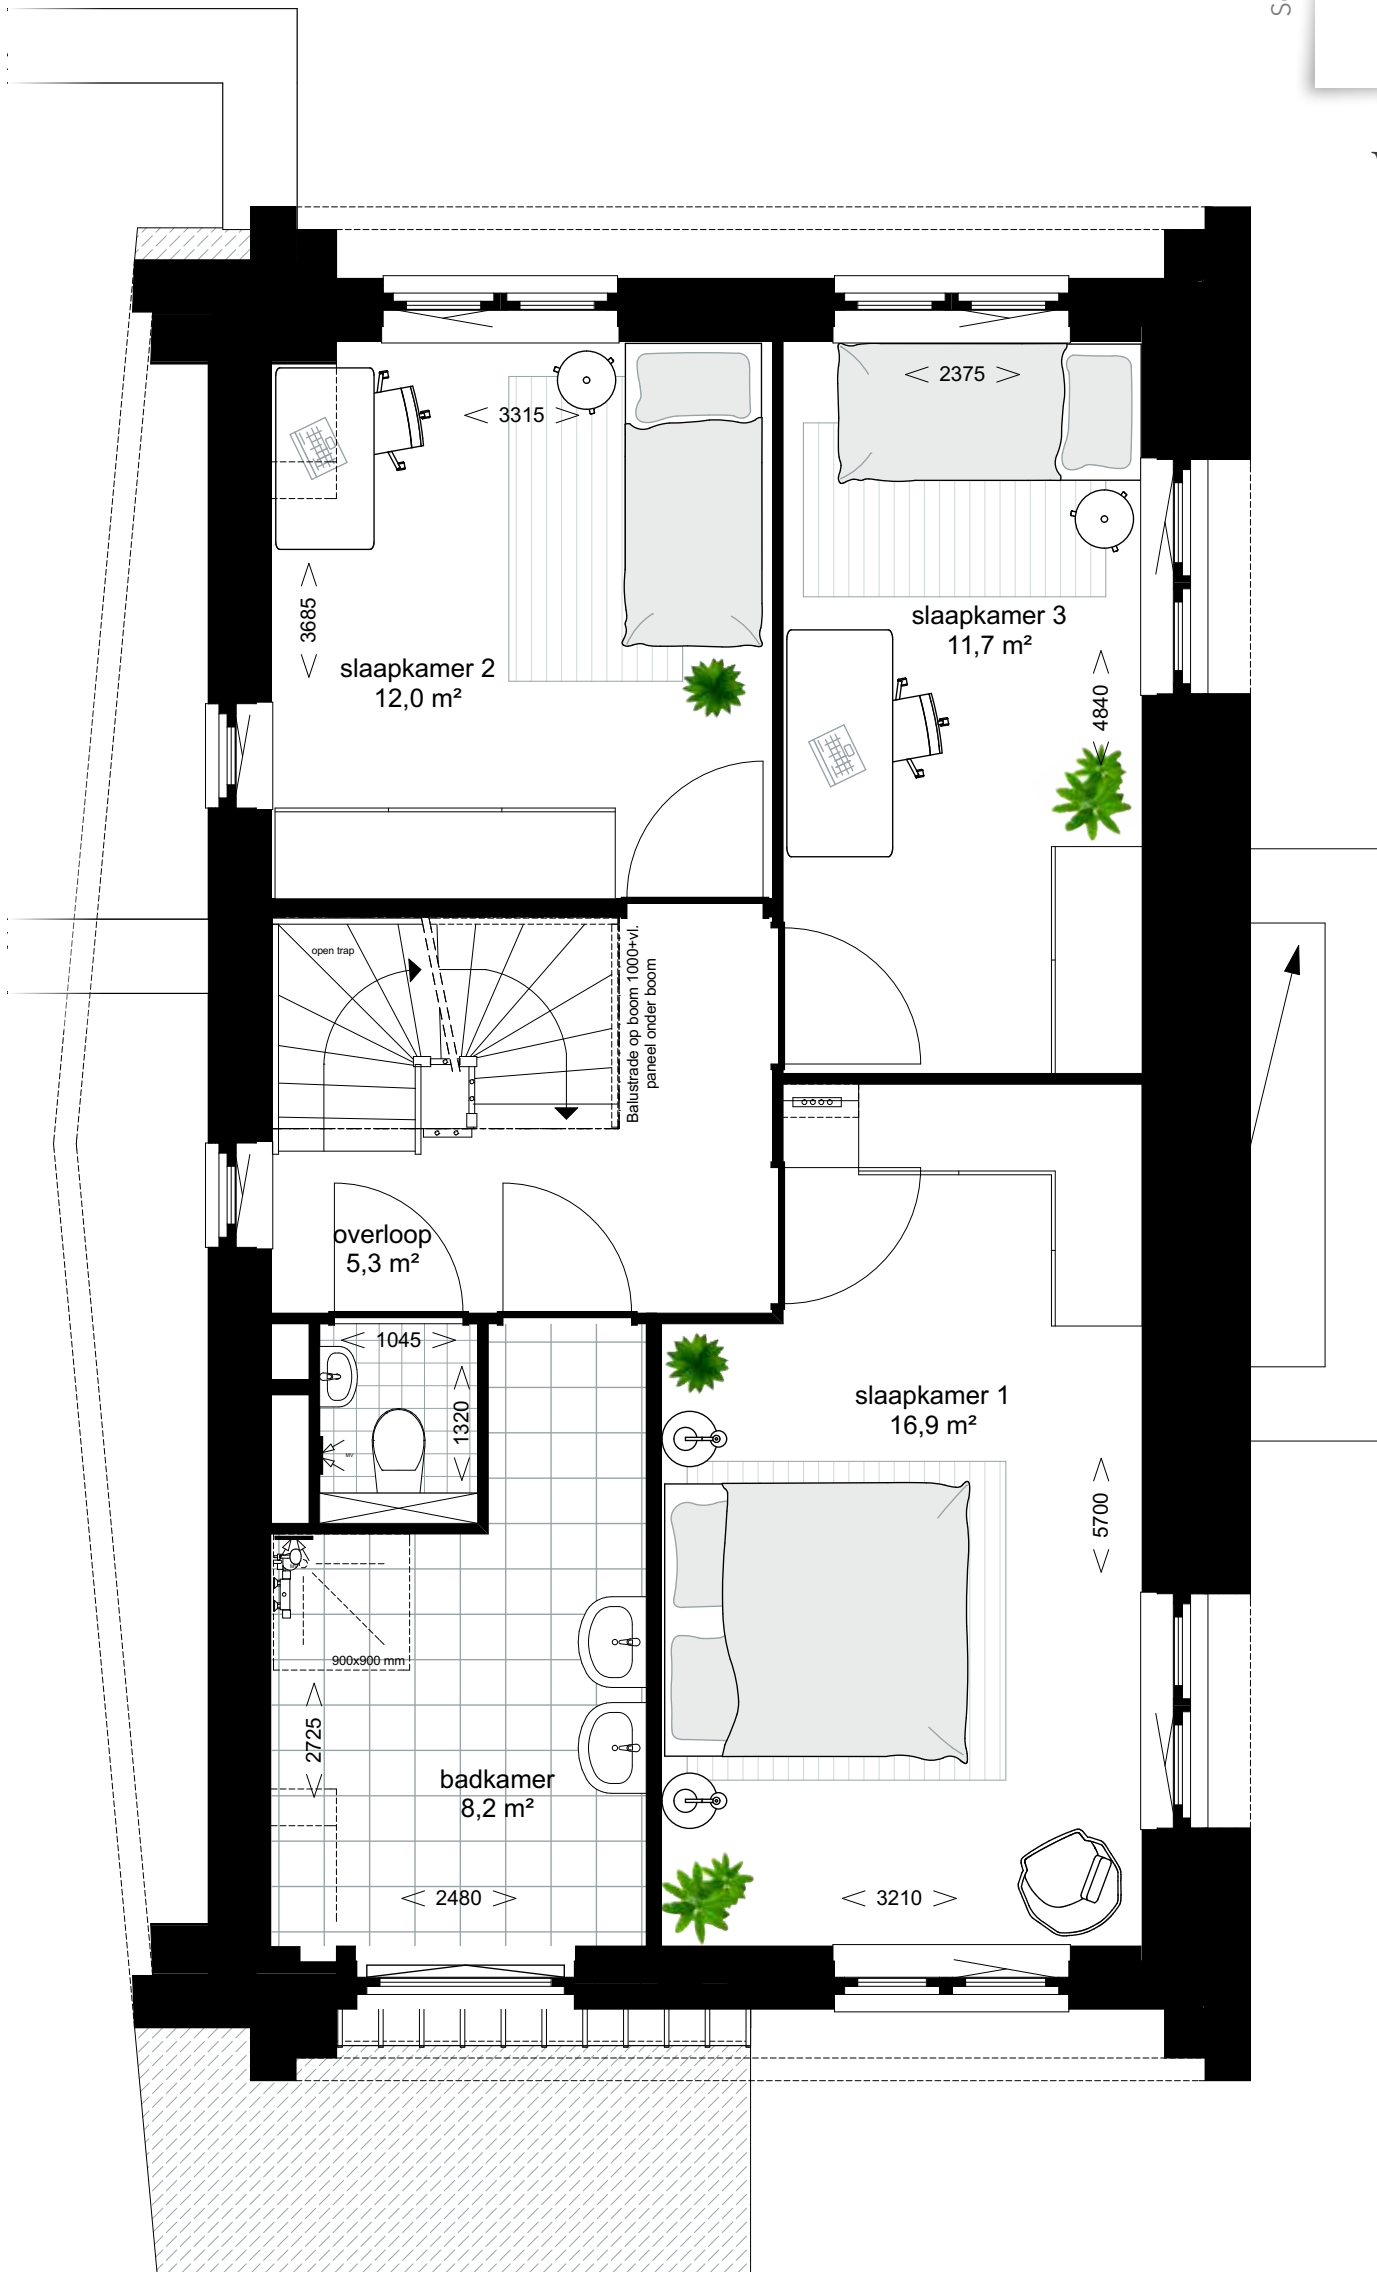 2375
3315
3685
slaapkamer 2
12,0 m²
slaapkamer 3
11,7 m²
4840
open trap
Balustrade op boom 1000+vl.
paneel onder boom
overloop
5,3 m²
1045
1320
MV
slaapkamer 1
16,9 m²
5700
900x900 mm
2725
badkamer
8,2 m²
2480
3210